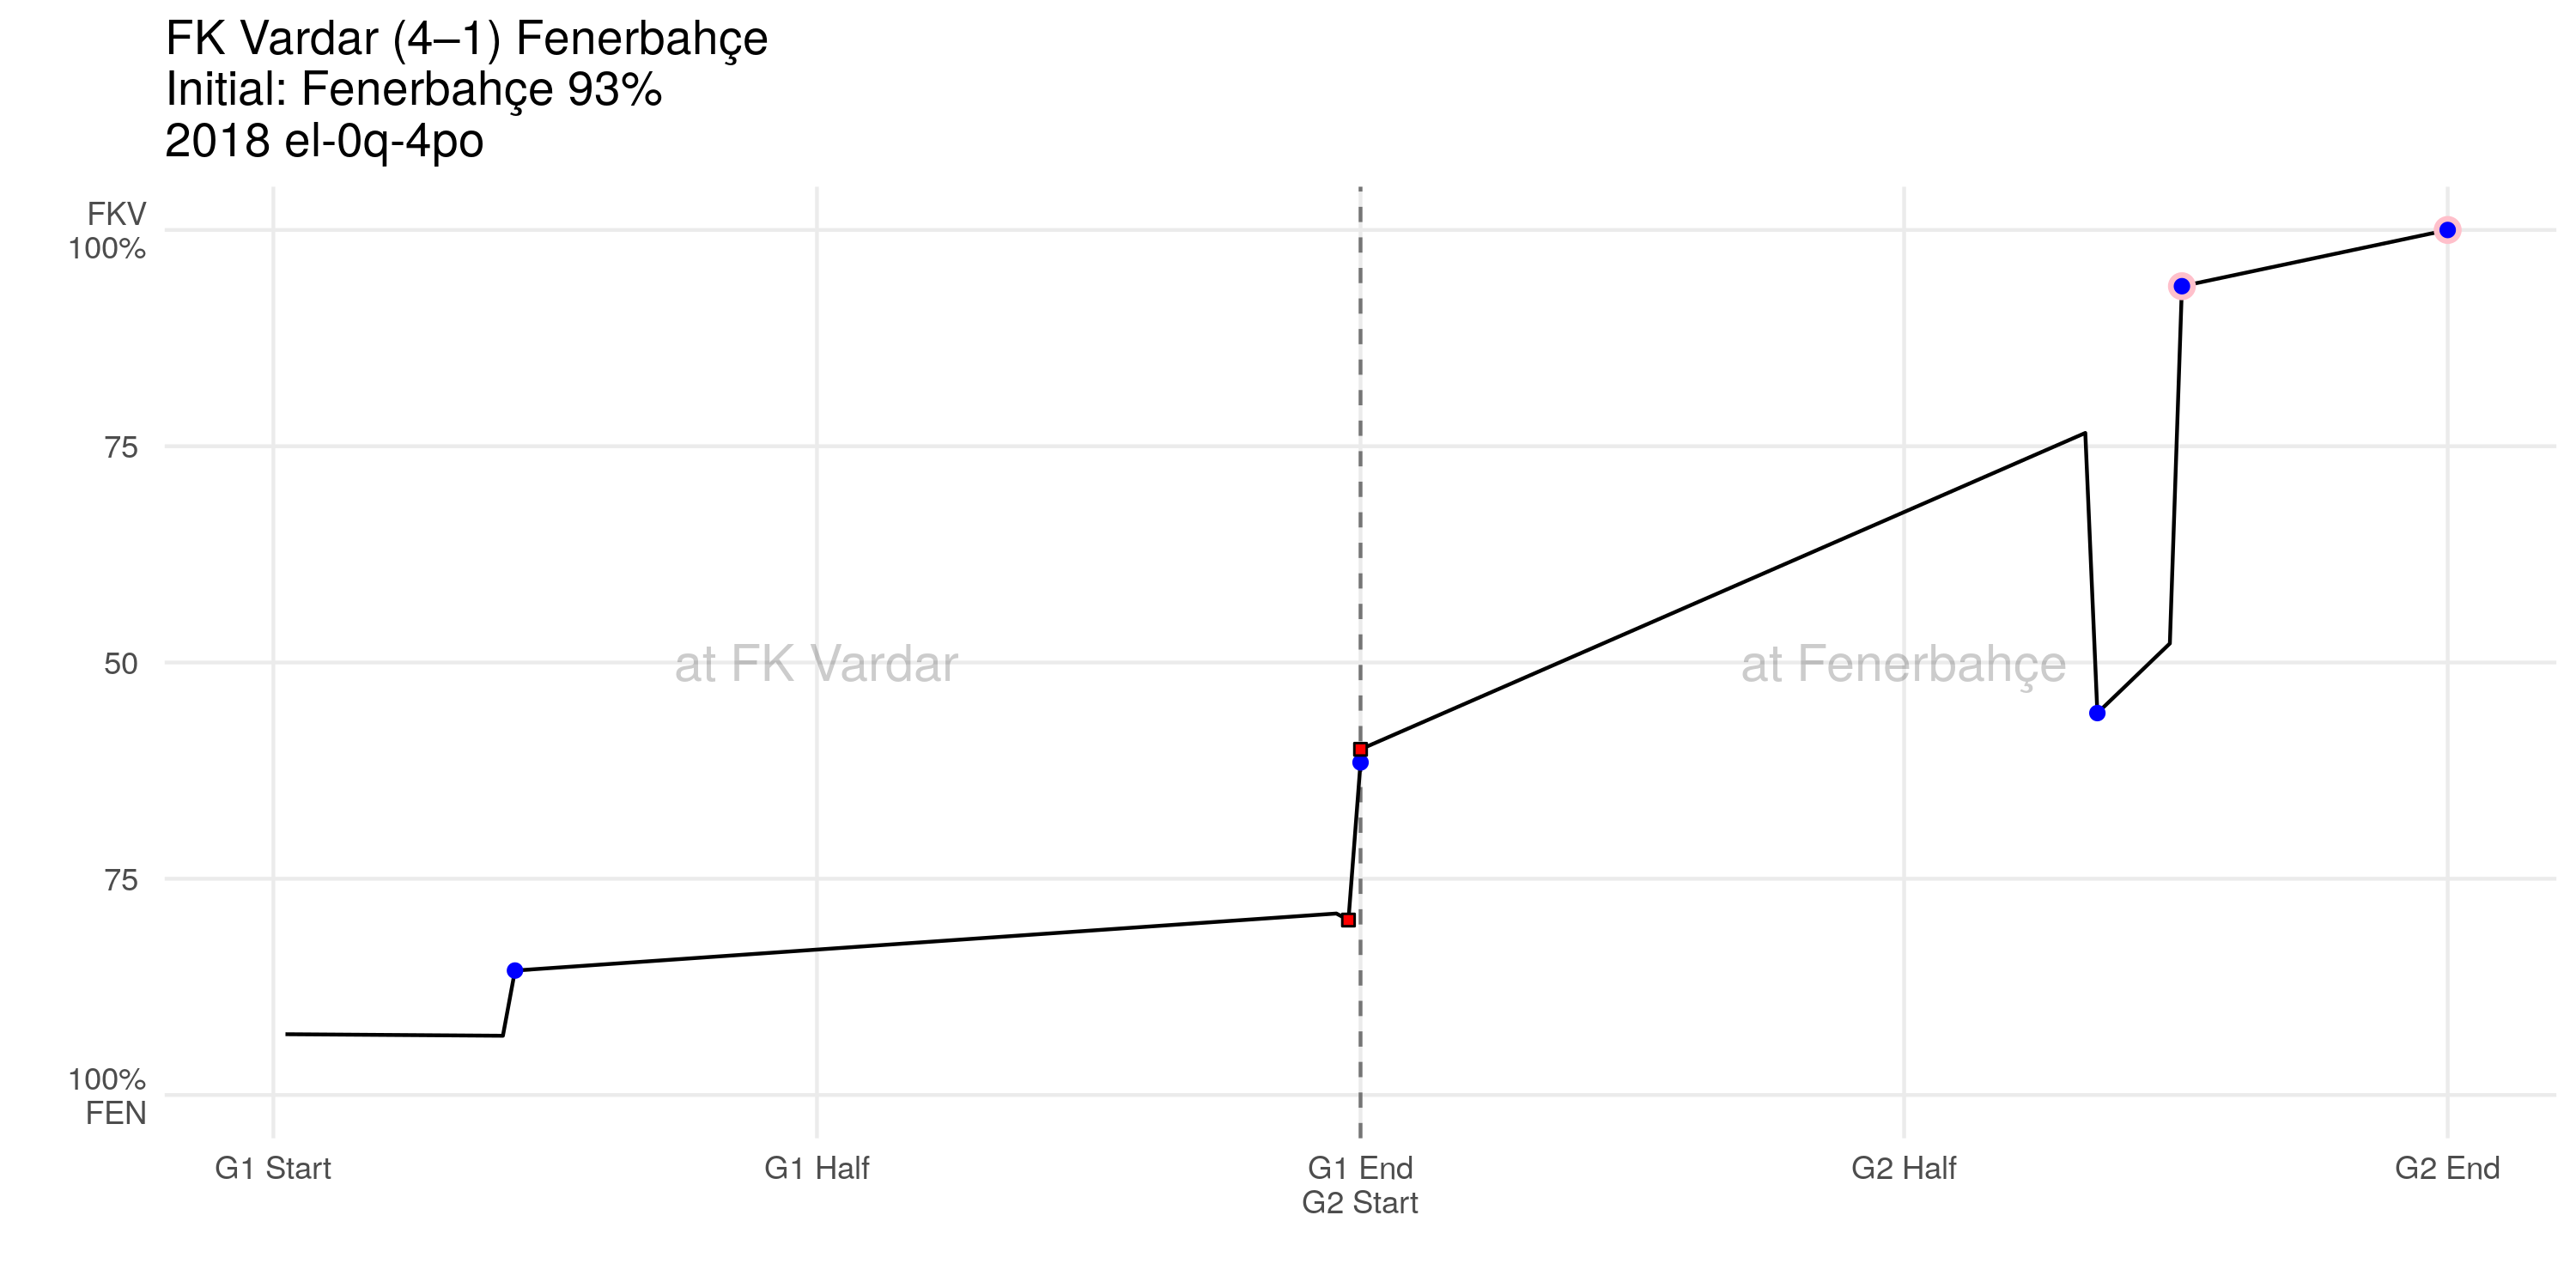 FK Vardar (4–1) Fenerbahçe
Initial: Fenerbahçe 93%
2018 el-0q-4po
FKV
100%
75
50
75
100%
FEN
at FK Vardar
at Fenerbahçe
G1 Start
G1 Half
G1 End
G2 Start
G2 Half
G2 End